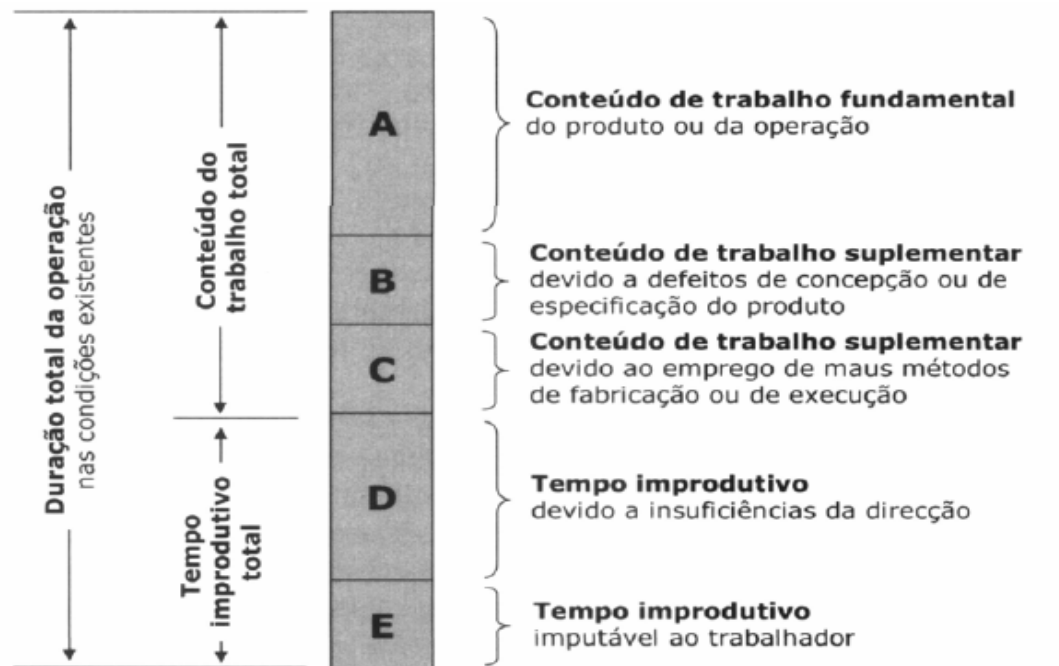 Duração total da operação
nas condições existentes
Conteúdo do
trabalho total
Tempo
improdutivo
total
A
Conteúdo de trabalho fundamental
do produto ou da operação
B
Conteúdo de trabalho suplementar
devido a defeitos de concepção ou de
especificação do produto
C
Conteúdo de trabalho suplementar
devido ao emprego de maus métodos
de fabricação ou de execução
D
Tempo improdutivo
devido a insuficiências da direcção
E
Tempo improdutivo
imputável ao trabalhador